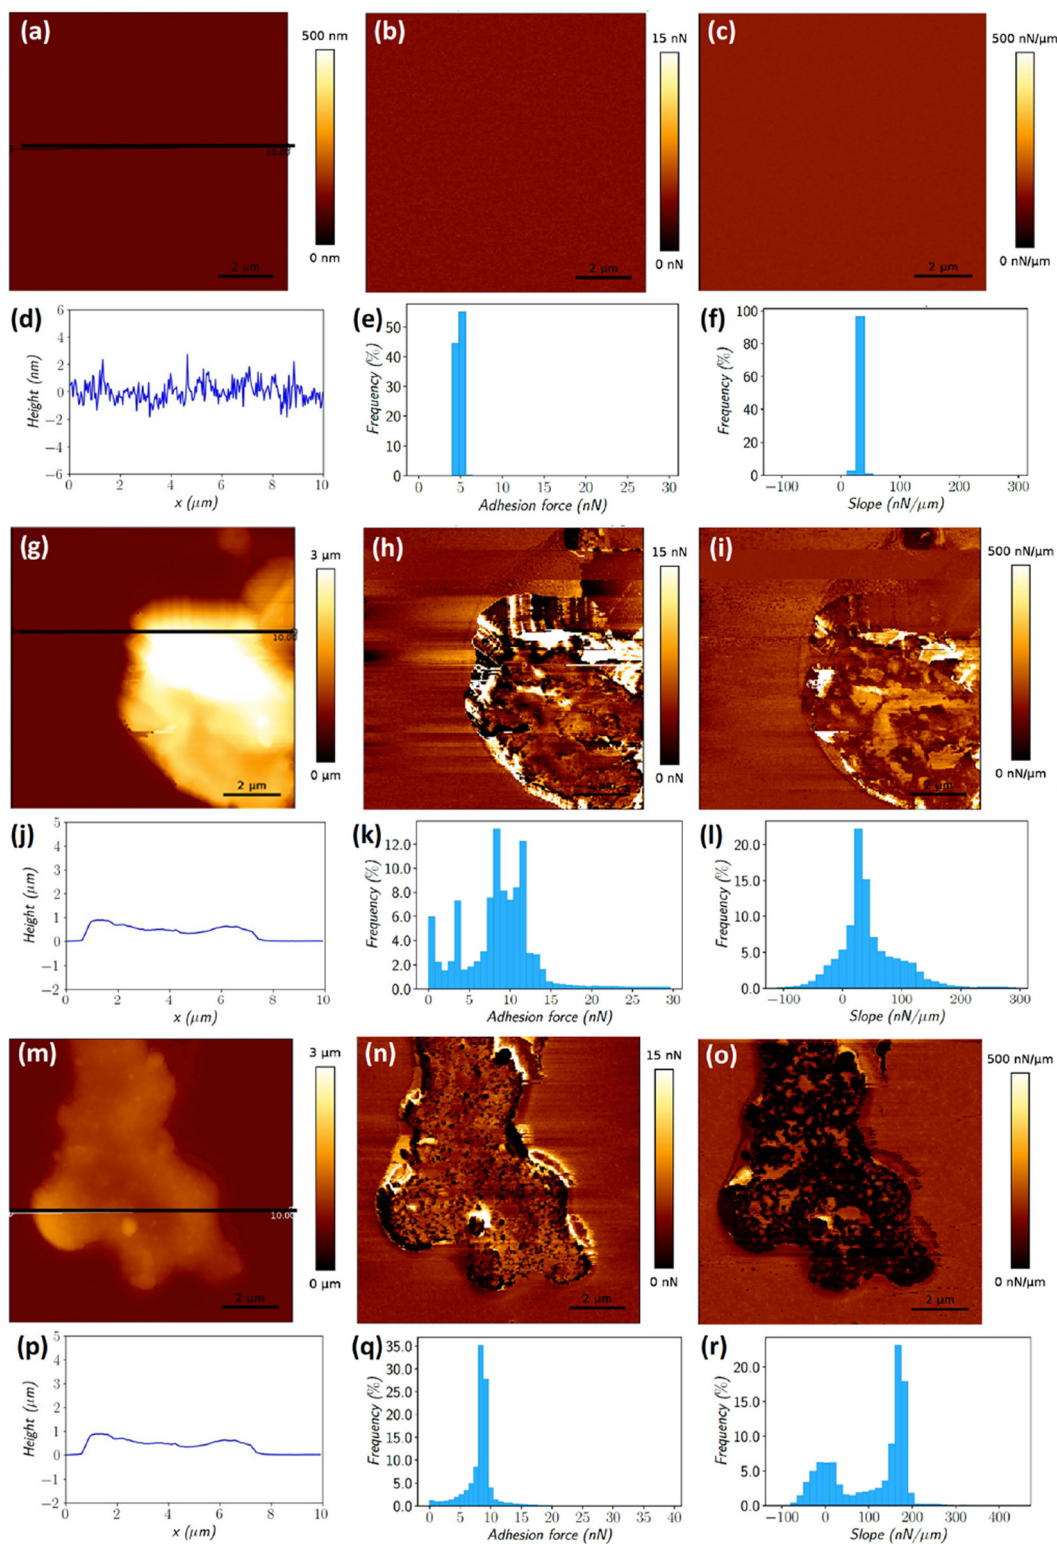 (a)
500 nm
0 nm
10.00
2 μm
(b)
15 nN
0 nN
2 μm
(c)
500 nN/μm
0 nN/μm
2 μm
(d)
6
4
2
0
−2
−4
−6
Height (nm)
0 2 4 6 8 10
x (μm)
(e)
50
40
30
20
10
0
Frequency (%)
0 5 10 15 20 25 30
Adhesion force (nN)
(f)
100
80
60
40
20
0
Frequency (%)
−100 0 100 200 300
Slope (nN/μm)
(g)
3 μm
0 μm
10.00
2 μm
(h)
15 nN
0 nN
2 μm
(i)
500 nN/μm
0 nN/μm
2 μm
(j)
5
4
3
2
1
0
−1
−2
Height (μm)
0 2 4 6 8 10
x (μm)
(k)
12.0
10.0
8.0
6.0
4.0
2.0
0.0
Frequency (%)
0 5 10 15 20 25 30
Adhesion force (nN)
(l)
20.0
15.0
10.0
5.0
0.0
Frequency (%)
−100 0 100 200 300
Slope (nN/μm)
(m)
3 μm
0 μm
10.00
2 μm
(n)
15 nN
0 nN
2 μm
(o)
500 nN/μm
0 nN/μm
2 μm
(p)
5
4
3
2
1
0
−1
−2
Height (μm)
0 2 4 6 8 10
x (μm)
(q)
35.0
30.0
25.0
20.0
15.0
10.0
5.0
0.0
Frequency (%)
0 5 10 15 20 25 30 35 40
Adhesion force (nN)
(r)
20.0
15.0
10.0
5.0
0.0
Frequency (%)
−100 0 100 200 300 400
Slope (nN/μm)